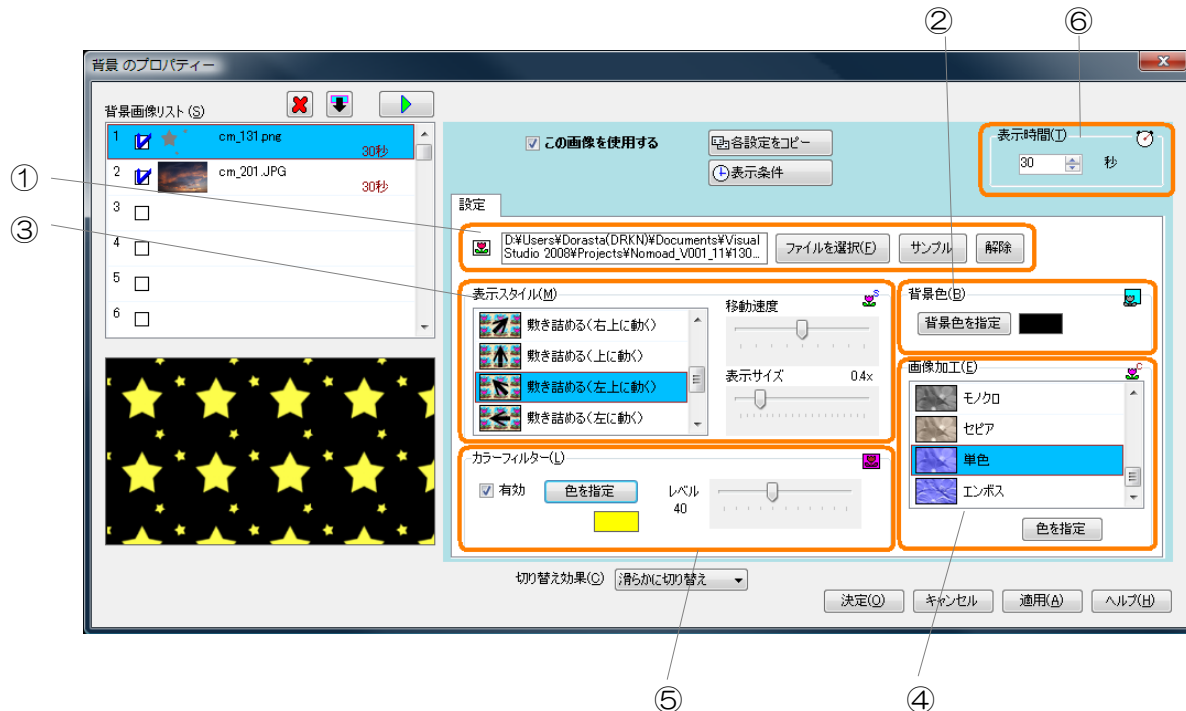 ② ⑥
背景 のプロパティー
背景画像リスト(S)
1 cm_131.png
30秒
2 cm_201.JPG
30秒
3
4
5
6
この画像を使用する
各設定をコピー
表示条件
表示時間(T)
30 秒
①
③
設定
D:¥Users¥Dorasta(DRKN)¥Documents¥Visual
Studio 2008¥Projects¥Nomoad_V001_11¥130...
ファイルを選択(F)
サンプル
解除
表示スタイル(M)
敷き詰める(右上に動く)
敷き詰める(上に動く)
敷き詰める(左上に動く)
敷き詰める(左に動く)
移動速度
表示サイズ 0.4x
背景色(B)
背景色を指定
画像加工(E)
モノクロ
セピア
単色
エンボス
色を指定
カラーフィルター(L)
有効
色を指定
レベル
40
切り替え効果(C) 滑らかに切り替え
決定(O)
キャンセル
適用(A)
ヘルプ(H)
⑤ ④